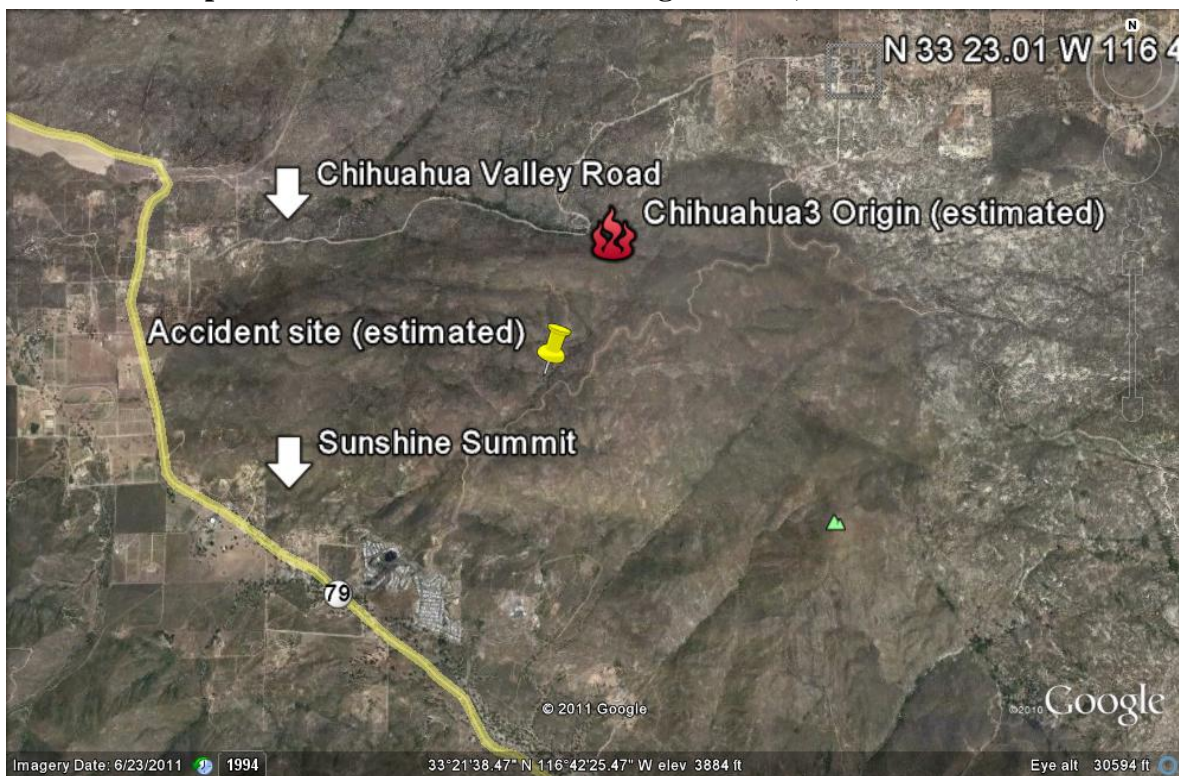 N 33 23.01 W 116 4
N
Chihuahua Valley Road
Chihuahua3 Origin (estimated)
Accident site (estimated)
Sunshine Summit
79
© 2011 Google
©2010 Google
Imagery Date: 6/23/2011 1994 33°21'38.47" N 116°42'25.47" W elev 3884 ft Eye alt 30594 ft